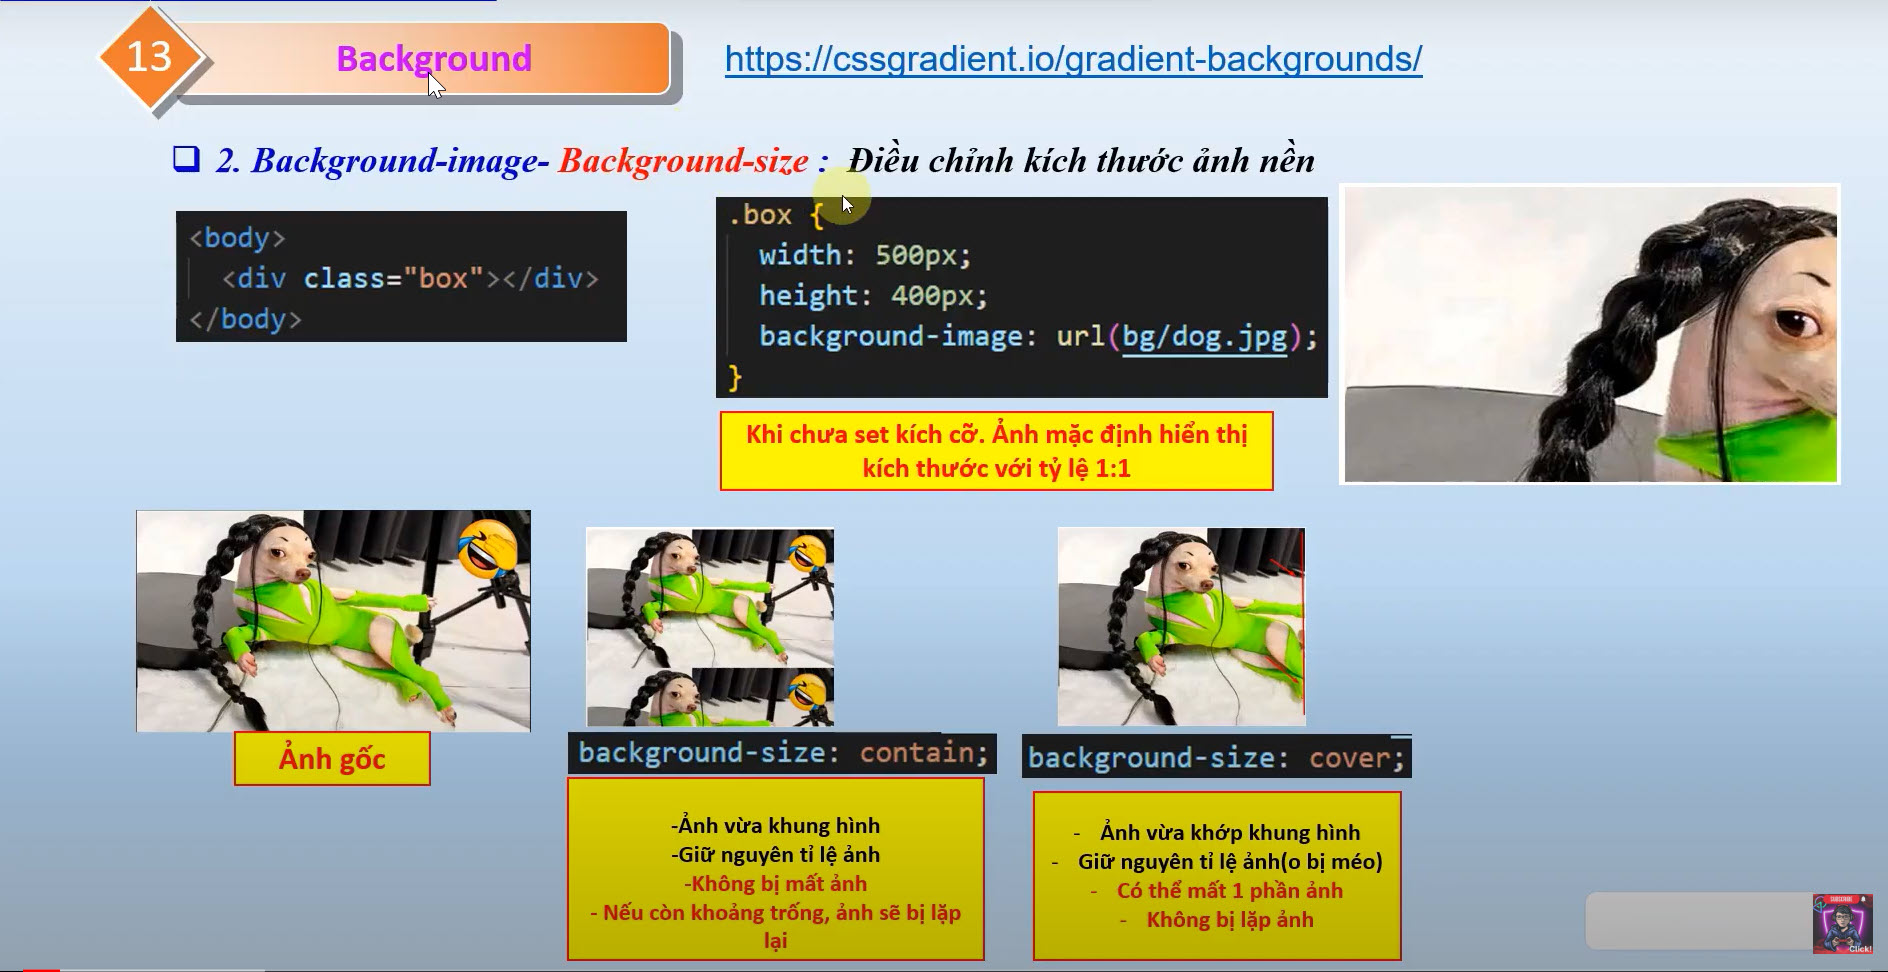 13
Background
https://cssgradient.io/gradient-backgrounds/
2. Background-image- Background-size : Điều chỉnh kích thước ảnh nền
<body>
<div class="box"></div>
</body>
.box {
width: 500px;
height: 400px;
background-image: url(bg/dog.jpg);
}
Khi chưa set kích cỡ. Ảnh mặc định hiển thị
kích thước với tỷ lệ 1:1
Ảnh gốc
background-size: contain;
-Ảnh vừa khung hình
-Giữ nguyên tỉ lệ ảnh
-Không bị mất ảnh
- Nếu còn khoảng trống, ảnh sẽ bị lặp
lại
background-size: cover;
- Ảnh vừa khớp khung hình
- Giữ nguyên tỉ lệ ảnh(o bị méo)
- Có thể mất 1 phần ảnh
- Không bị lặp ảnh
SUBSCRIBE
Click!